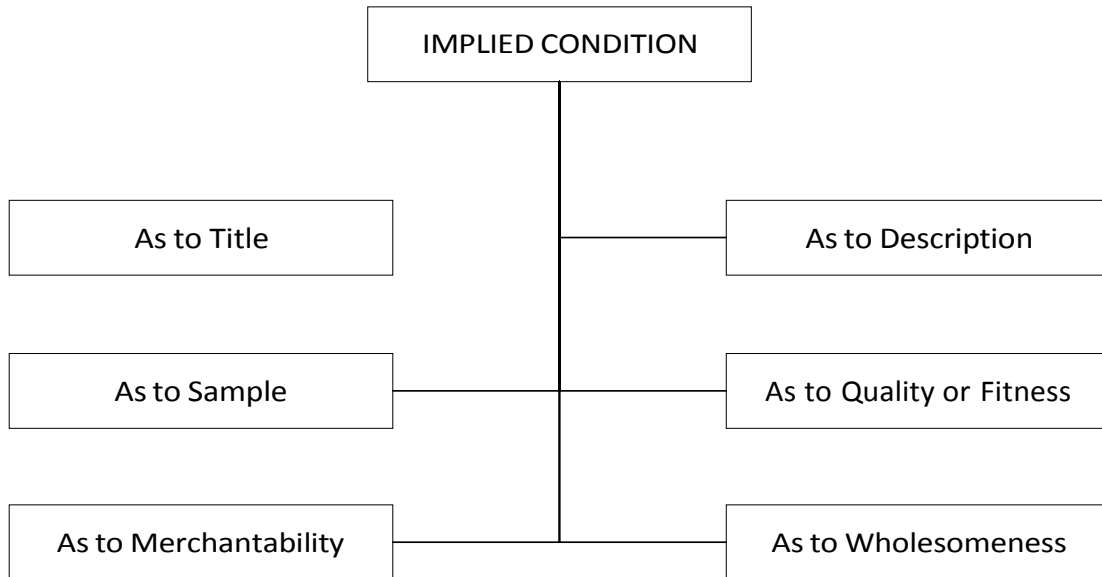 IMPLIED CONDITION
As to Title
As to Description
As to Sample
As to Quality or Fitness
As to Merchantability
As to Wholesomeness